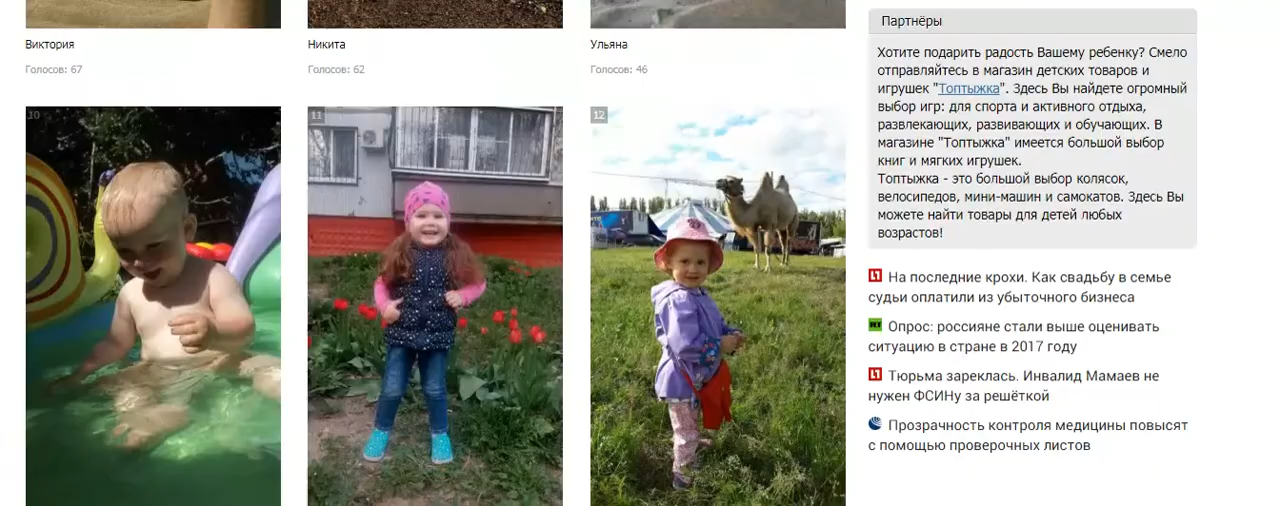 Виктория
Голосов: 67
Никита
Голосов: 62
Ульяна
Голосов: 46
10
11
12
Партнёры
Хотите подарить радость Вашему ребенку? Смело
отправляйтесь в магазин детских товаров и
игрушек "Топтыжка". Здесь Вы найдете огромный
выбор игр: для спорта и активного отдыха,
развлекающих, развивающих и обучающих. В
магазине "Топтыжка" имеется большой выбор
книг и мягких игрушек.
Топтыжка - это большой выбор колясок,
велосипедов, мини-машин и самокатов. Здесь Вы
можете найти товары для детей любых
возрастов!
На последние крохи. Как свадьбу в семье
судьи оплатили из убыточного бизнеса
Опрос: россияне стали выше оценивать
ситуацию в стране в 2017 году
Тюрьма зареклась. Инвалид Мамаев не
нужен ФСИНу за решёткой
Прозрачность контроля медицины повысят
с помощью проверочных листов